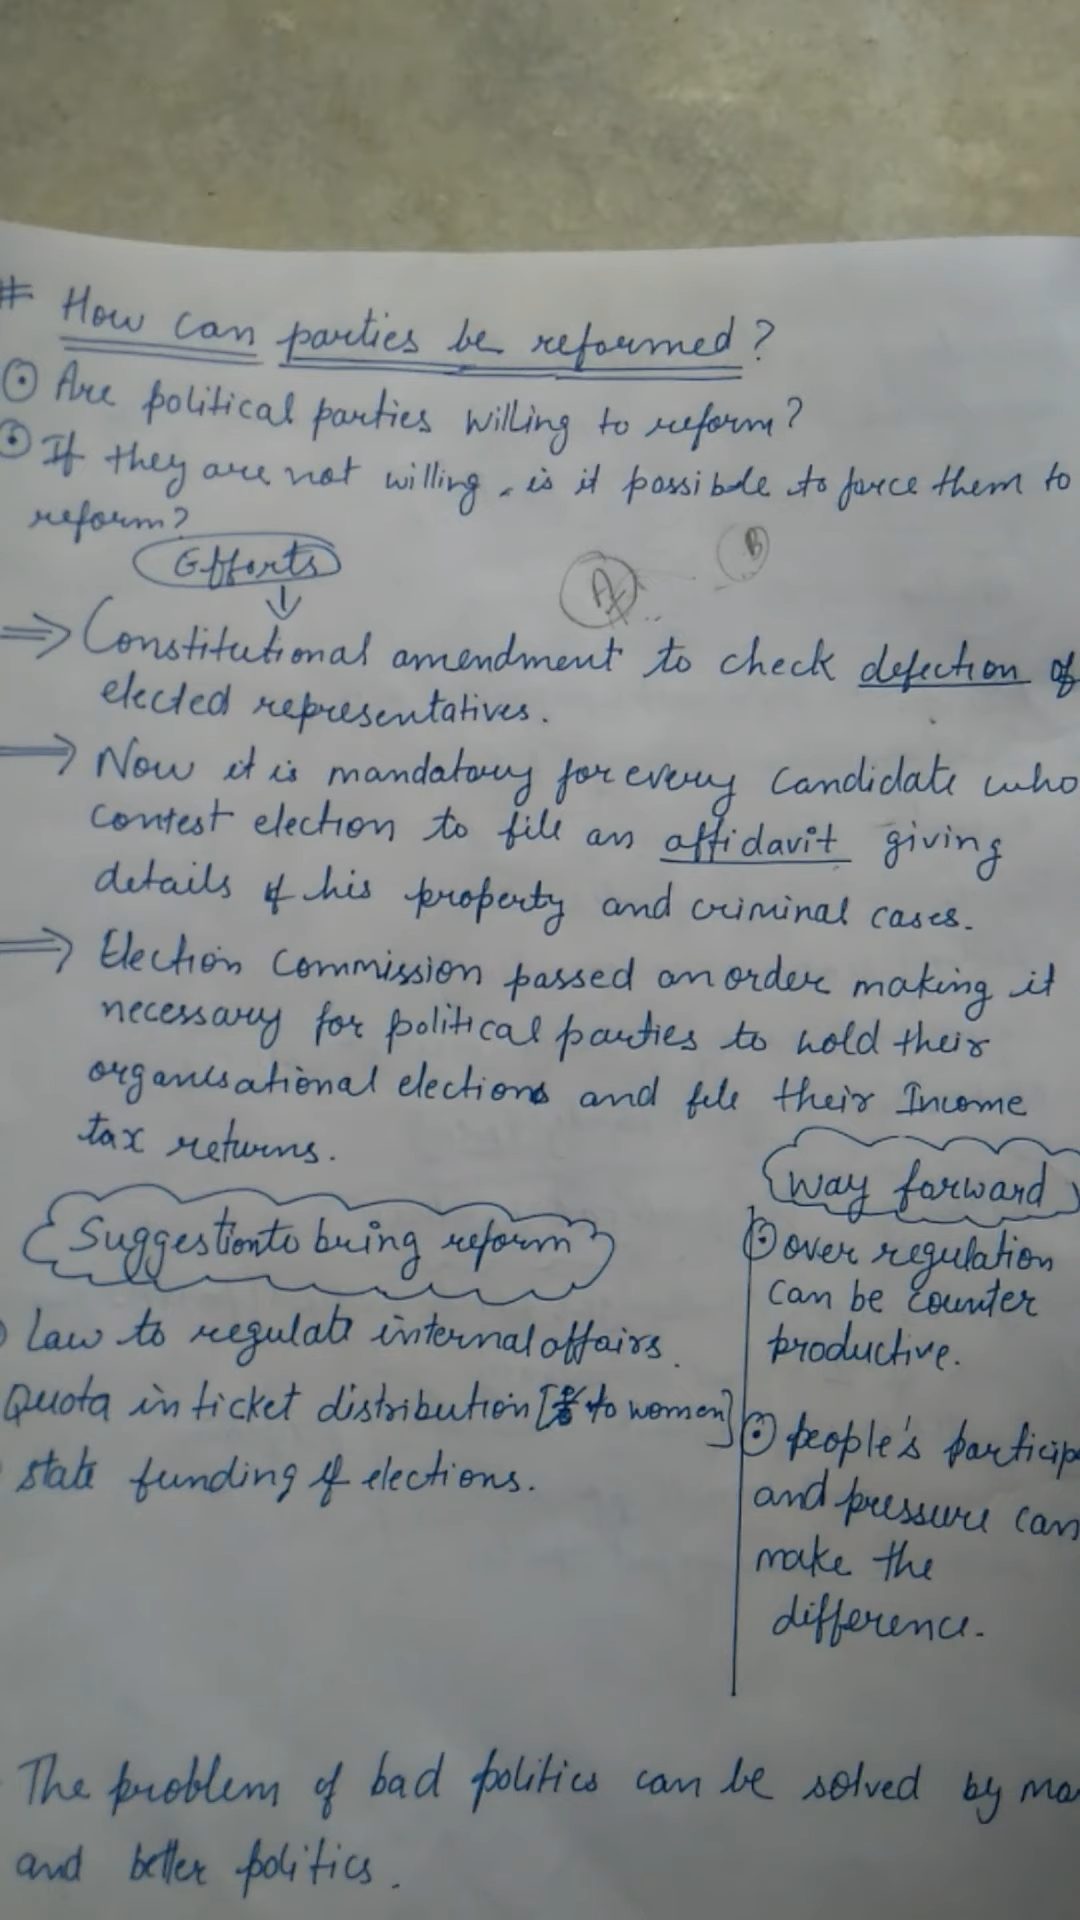 # How can parties be reformed?
⊙ Are political parties willing to reform?
⊙ If they are not willing, is it possible to force them to
reform?
Efforts
↓
A B
⇒ Constitutional amendment to check defection of
elected representatives.
⇒ Now it is mandatory for every candidate who
contest election to file an affidavit giving
details of his property and criminal cases.
⇒ Election Commission passed an order making it
necessary for political parties to hold their
organisational elections and file their Income
tax returns.
Suggestion to bring reform
Law to regulate internal affairs.
Quota in ticket distribution [to women]
state funding of elections.
Way forward
⊙ over regulation
can be counter
productive.
⊙ people's particip
and pressure can
make the
difference.
The problem of bad politics can be solved by mo
and better politics.